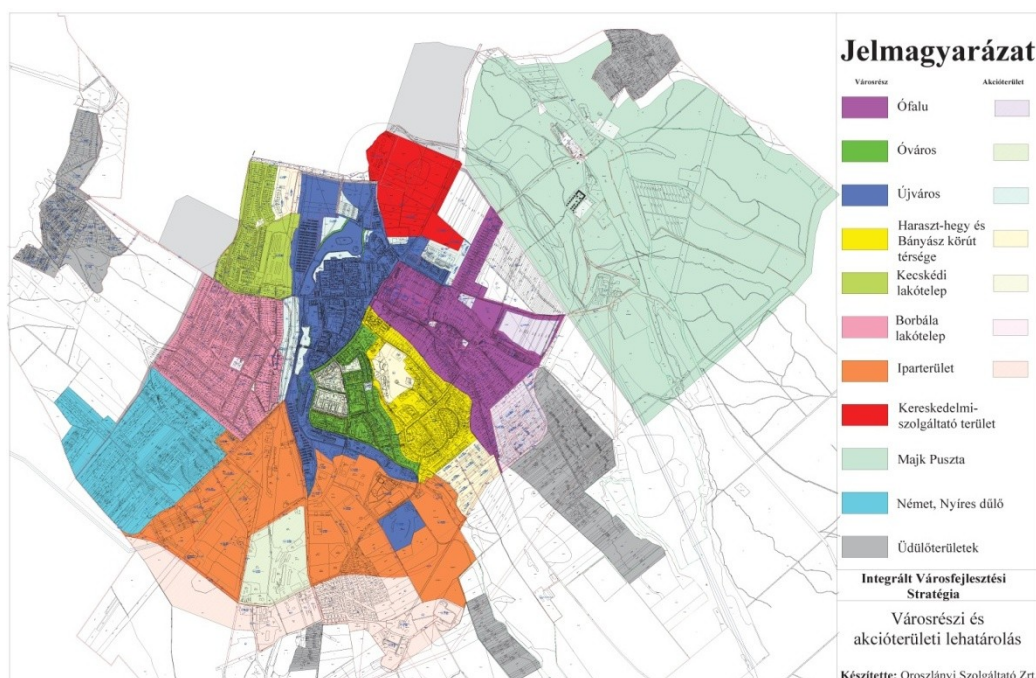 Jelmagyarázat
Városrész
Akcióterület
Ófalu
Óváros
Újváros
Haraszt-hegy és
Bányász körút
térsége
Kecskédi
lakótelep
Borbála
lakótelep
Iparterület
Kereskedelmi-
szolgáltató terület
Majk Puszta
Német, Nyíres dűlő
Üdülőterületek
Integrált Városfejlesztési
Stratégia
Városrészi és
akcióterületi lehatárolás
Készítette: Oroszlányi Szolgáltató Zrt